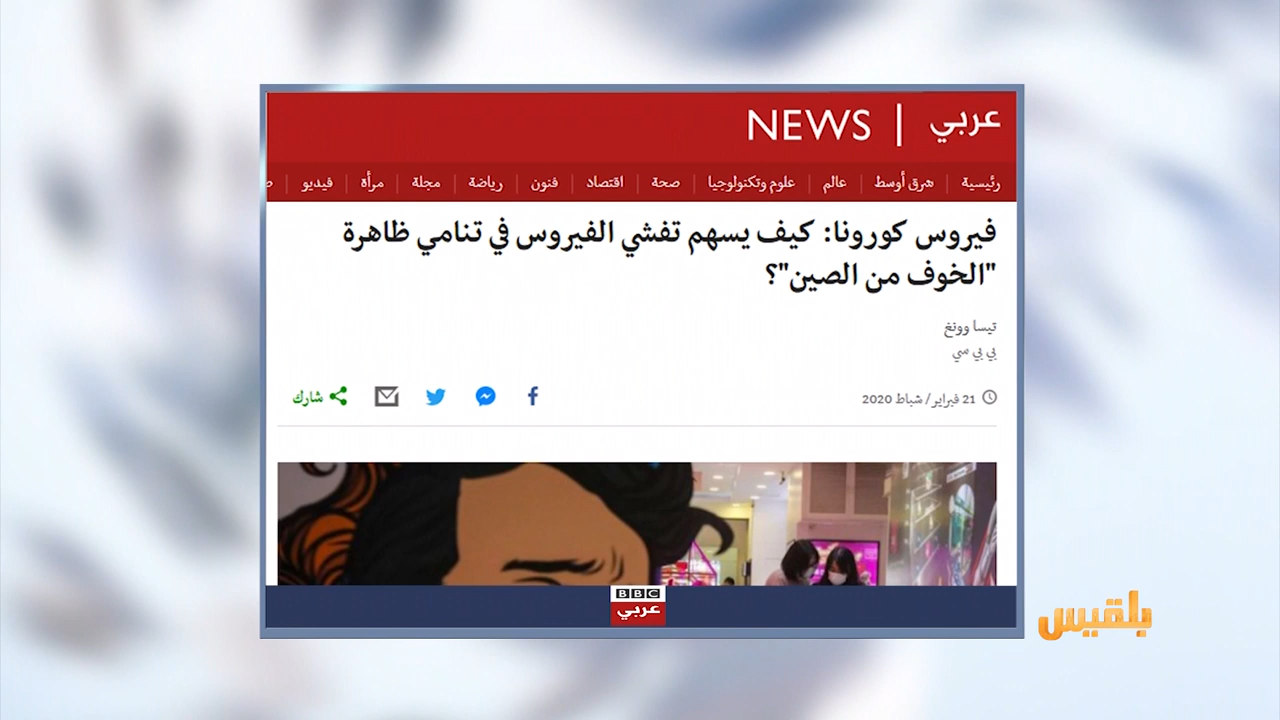 NEWS | عربي
رئيسية | شرق أوسط | عالم | علوم وتكنولوجيا | صحة | اقتصاد | فنون | رياضة | مجلة | مرأة | فيديو
فيروس كورونا: كيف يسهم تفشي الفيروس في تنامي ظاهرة
"الخوف من الصين"؟
تيسا وونغ
بي بي سي
21 فبراير / شباط 2020
شارك
BBC
عربي
بلقيس